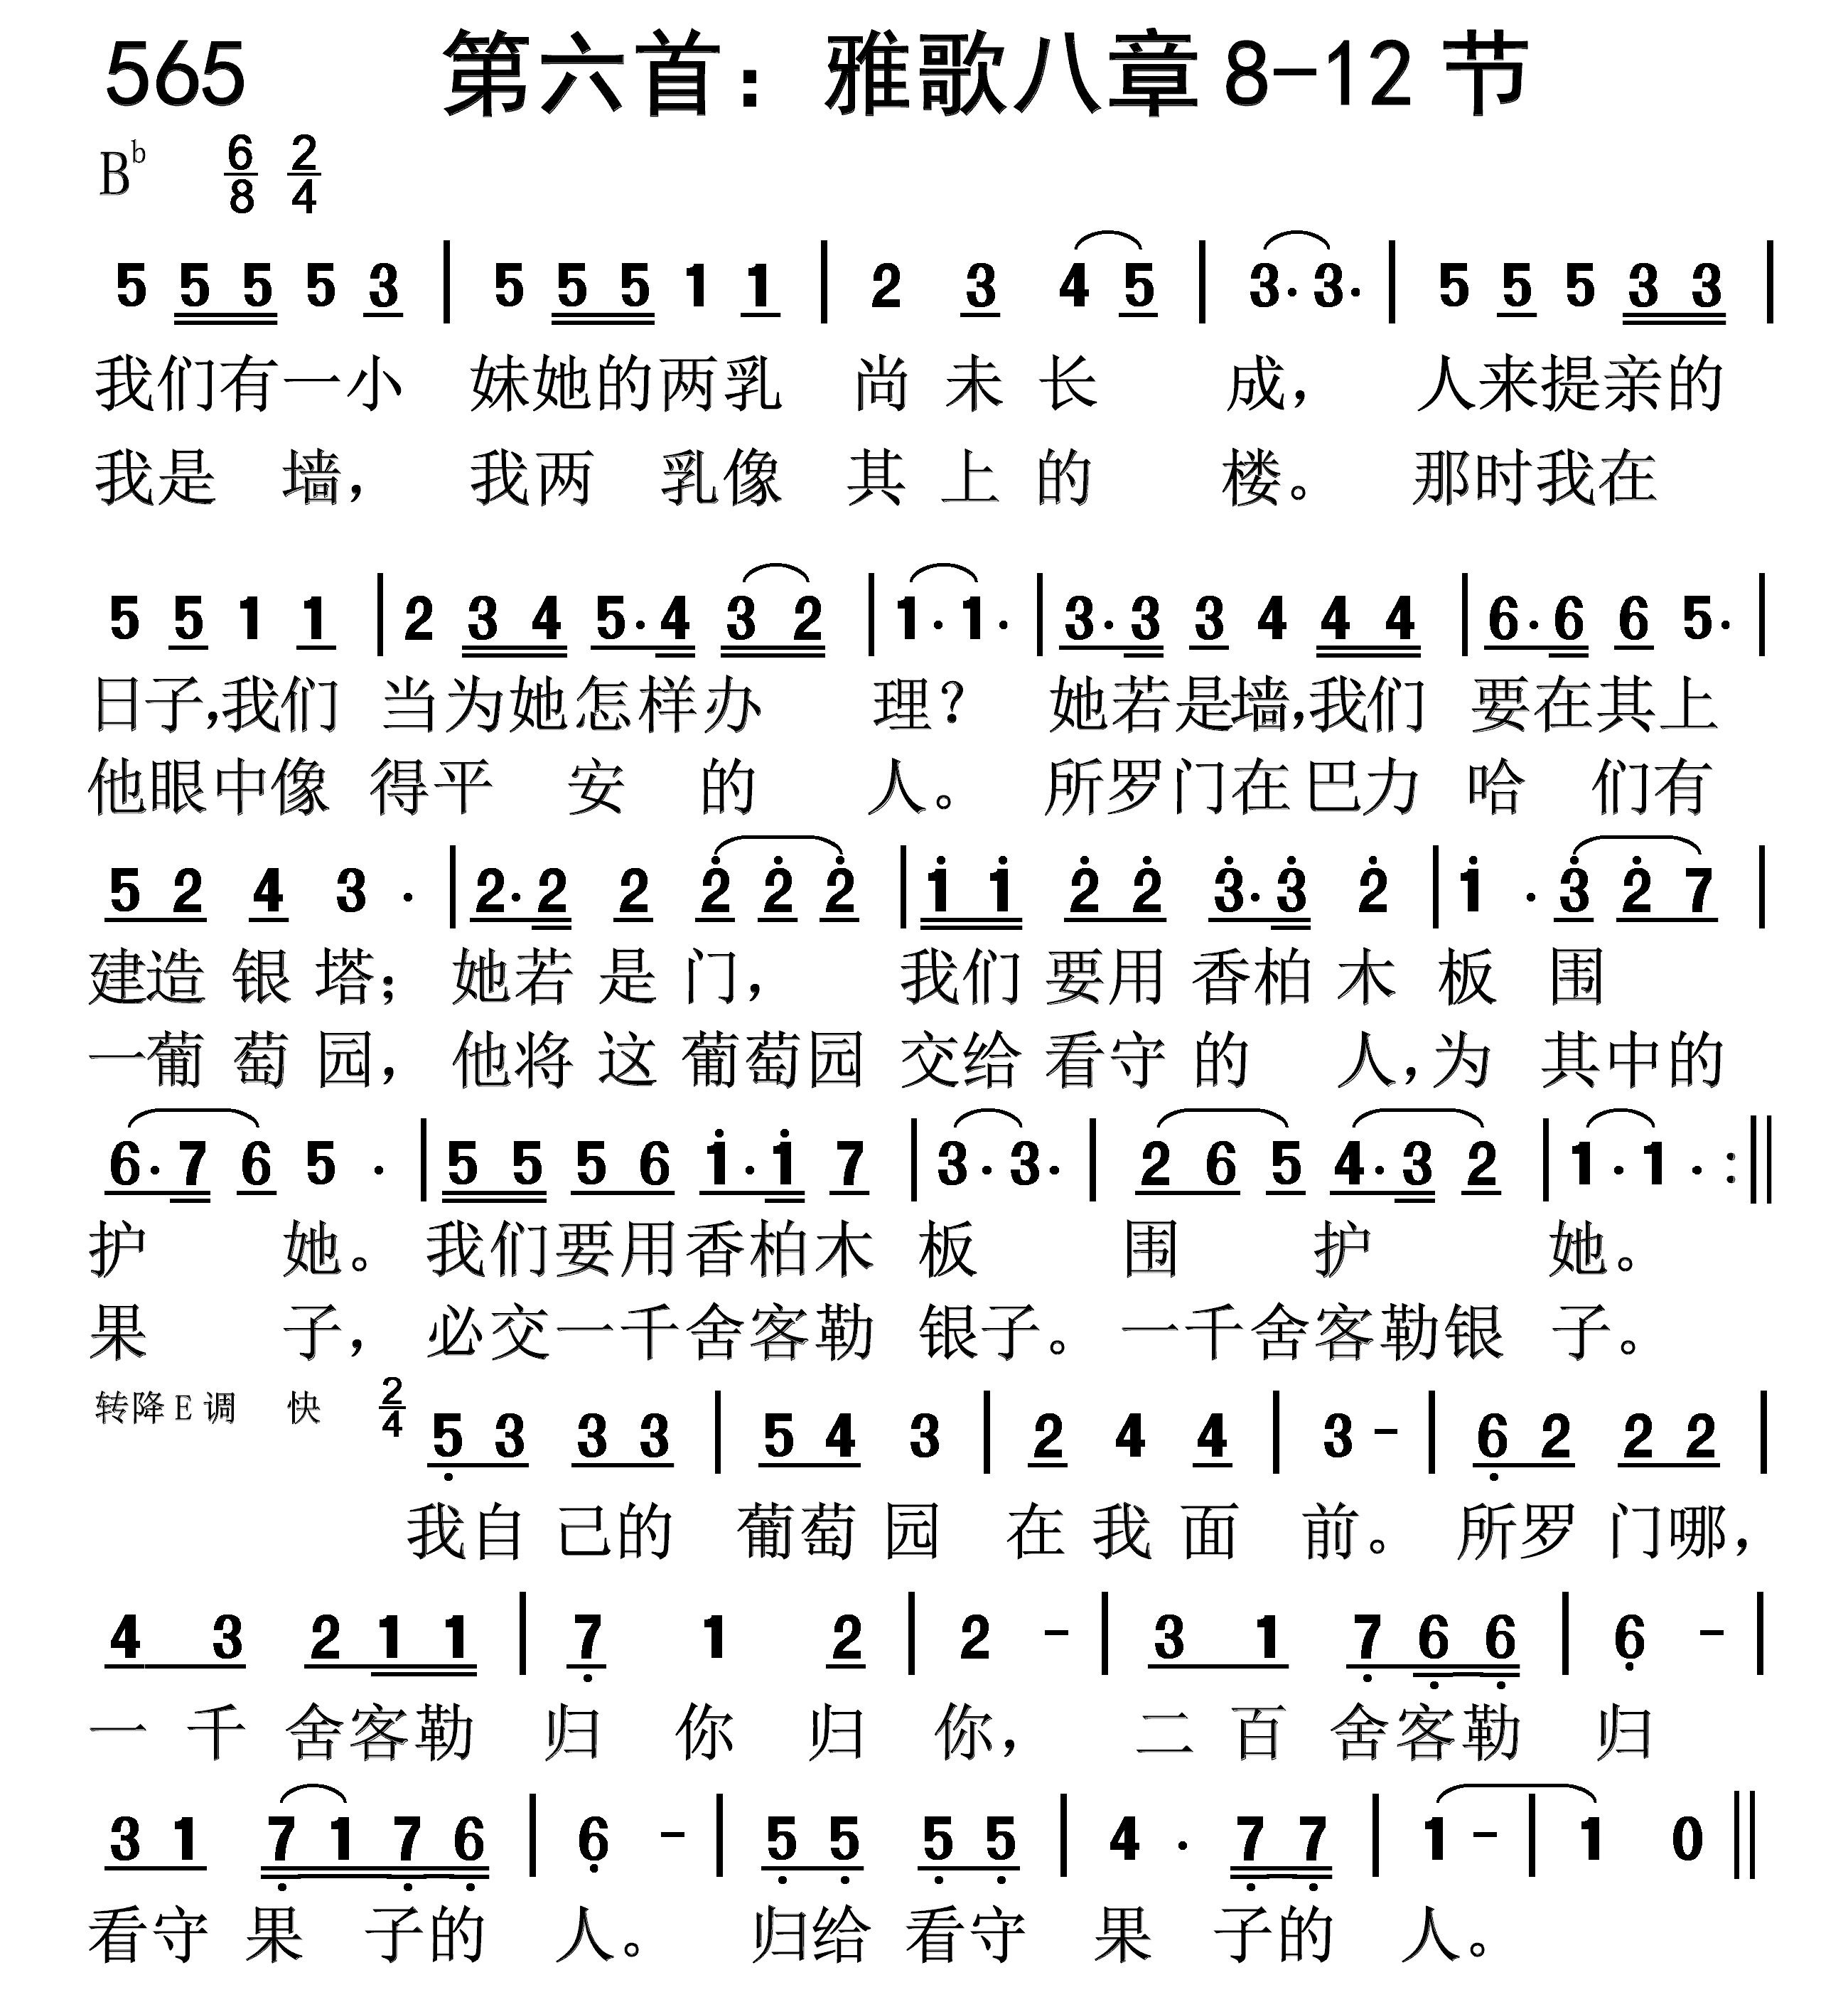 565 第六首：雅歌八章8-12节
B♭ 6/8 2/4
5 5 5 5 3 | 5 5 5 1 1 | 2 3 4 5 | 3· 3· | 5 5 5 3 3 |
我们有一小 妹她的两乳 尚未长 成， 人来提亲的
我是 墙， 我两 乳像 其上的 楼。 那时我在
5 5 1 1 | 2 3 4 5· 4 3 2 | 1· 1· | 3· 3 3 4 4 4 | 6· 6 6 5· |
日子，我们 当为她怎样办 理？ 她若是墙，我们 要在其上
他眼中像 得平 安 的 人。 所罗门在巴力 哈 们有
5 2 4 3 · | 2· 2 2 2̇ 2̇ 2̇ | 1̇ 1̇ 2̇ 2̇ 3̇· 3̇ 2̇ | 1̇ · 3̇ 2̇ 7 |
建造银塔； 她若是门， 我们要用香柏木 板 围
一葡萄园， 他将这葡萄园 交给看守的 人，为 其中的
6· 7 6 5 · | 5 5 5 6 1̇· 1̇ 7 | 3· 3· | 2 6 5 4· 3 2 | 1· 1· :||
护 她。 我们要用香柏木 板 围 护 她。
果 子， 必交一千舍客勒 银子。 一千舍客勒银 子。
转降E调 快 2/4 5̣ 3 3 3 | 5 4 3 | 2 4 4 | 3 - | 6̣ 2 2 2 |
我自己的 葡萄园 在我面 前。 所罗门哪，
4 3 2 1 1 | 7̣ 1 2 | 2 - | 3 1 7̣ 6̣ 6̣ | 6̣ - |
一千舍客勒 归你归 你， 二百舍客勒 归
3 1 7̣ 1 7̣ 6̣ | 6̣ - | 5̣ 5̣ 5̣ 5̣ | 4 · 7̣ 7̣ | 1 - | 1 0 ||
看守果 子的 人。 归给看守 果 子的 人。